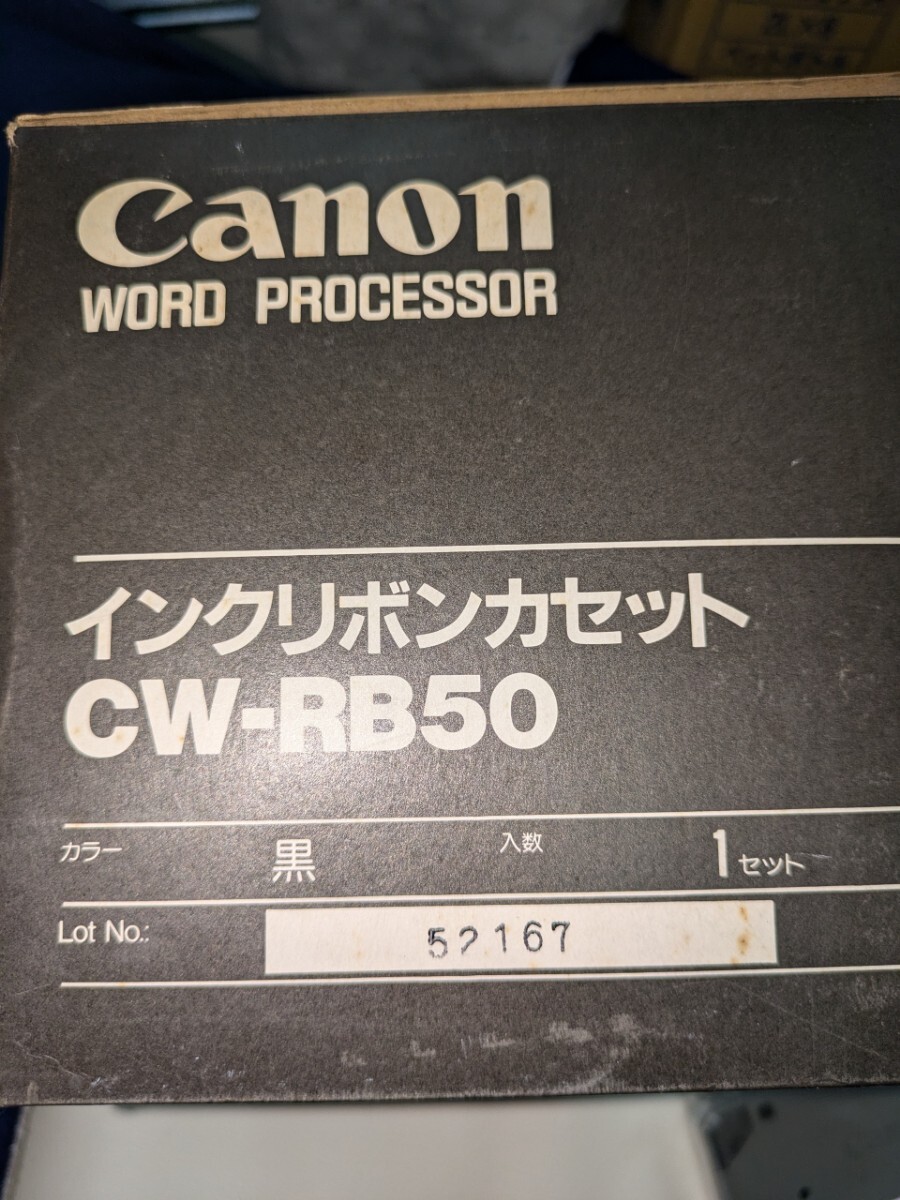 Canon
WORD PROCESSOR
インクリボンカセット
CW-RB50
カラー 黒 入数 1セット
Lot No.: 52167